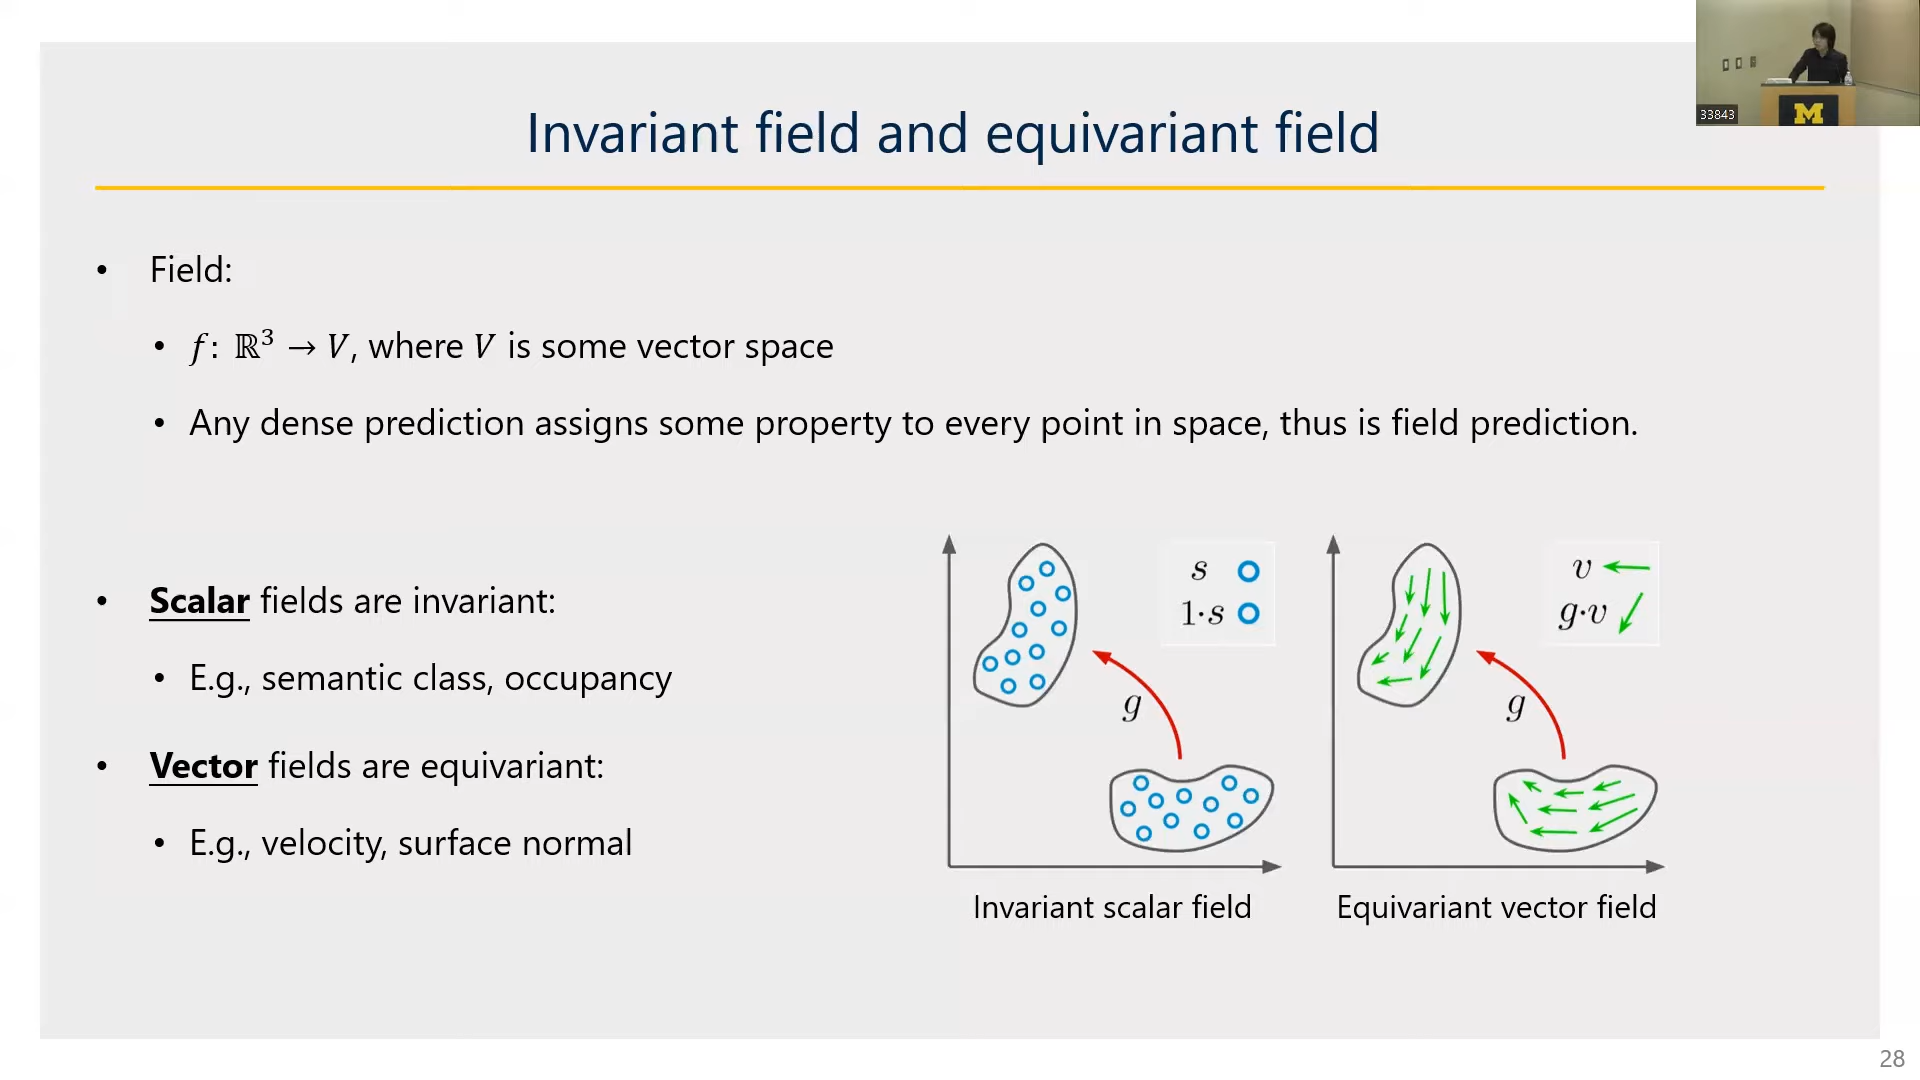 33843
M
Invariant field and equivariant field
• Field:
• f: ℝ³ → V, where V is some vector space
• Any dense prediction assigns some property to every point in space, thus is field prediction.
• Scalar fields are invariant:
• E.g., semantic class, occupancy
• Vector fields are equivariant:
• E.g., velocity, surface normal
s
1·s
g
Invariant scalar field
v
g·v
g
Equivariant vector field
28